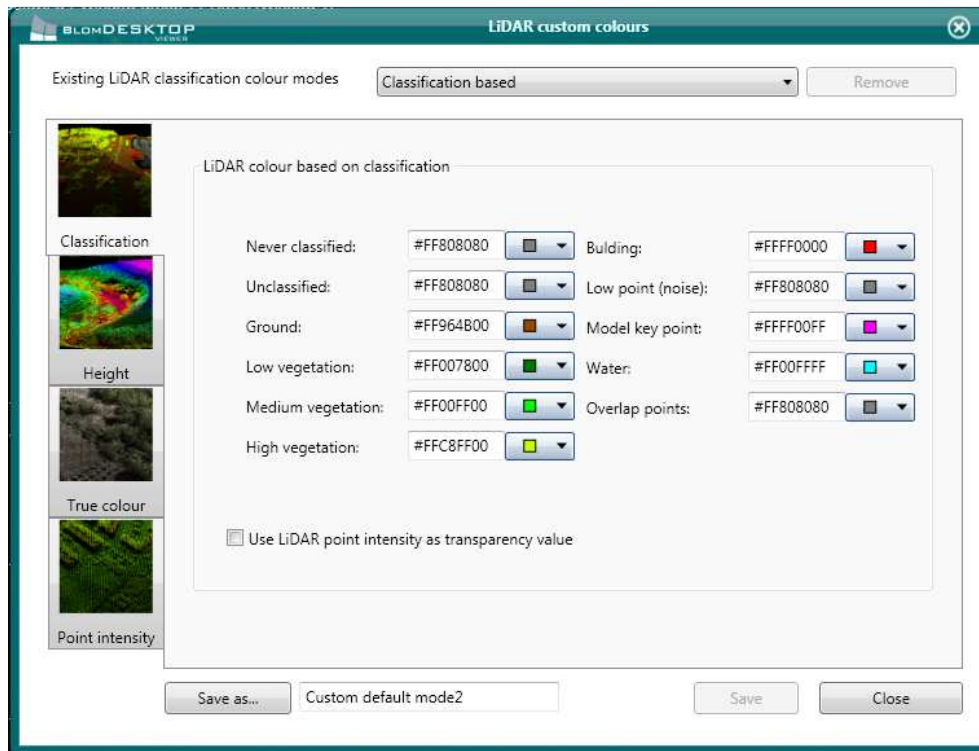 BLOMDESKTOP
VIEWER
LiDAR custom colours
Existing LiDAR classification colour modes
Classification based
Remove
Classification
Height
True colour
Point intensity
LiDAR colour based on classification
Never classified: #FF808080
Unclassified: #FF808080
Ground: #FF964B00
Low vegetation: #FF007800
Medium vegetation: #FF00FF00
High vegetation: #FFC8FF00
Bulding: #FFFF0000
Low point (noise): #FF808080
Model key point: #FFFF00FF
Water: #FF00FFFF
Overlap points: #FF808080
Use LiDAR point intensity as transparency value
Save as...
Custom default mode2
Save
Close